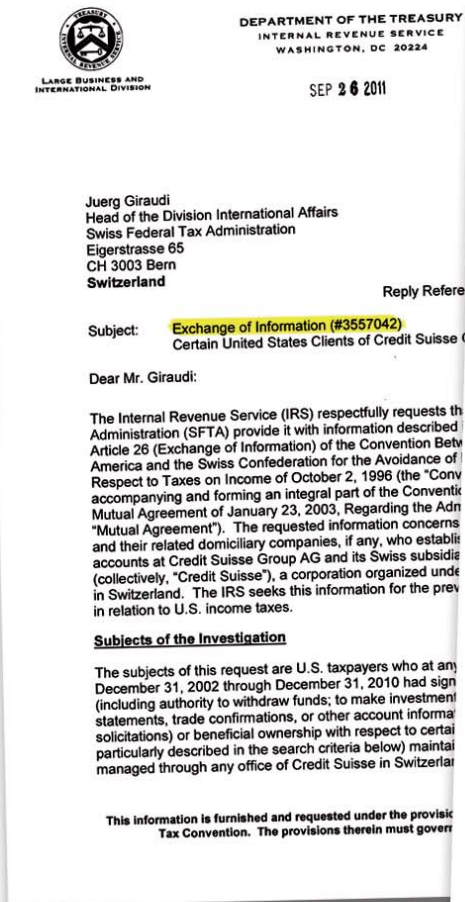 DEPARTMENT OF THE TREASURY
INTERNAL REVENUE SERVICE
WASHINGTON, DC 20224
LARGE BUSINESS AND
INTERNATIONAL DIVISION
SEP 26 2011
Juerg Giraudi
Head of the Division International Affairs
Swiss Federal Tax Administration
Eigerstrasse 65
CH 3003 Bern
Switzerland
Reply Refere
Subject: Exchange of Information (#3557042)
Certain United States Clients of Credit Suisse
Dear Mr. Giraudi:
The Internal Revenue Service (IRS) respectfully requests th
Administration (SFTA) provide it with information described
Article 26 (Exchange of Information) of the Convention Betw
America and the Swiss Confederation for the Avoidance of
Respect to Taxes on Income of October 2, 1996 (the "Conv
accompanying and forming an integral part of the Conventio
Mutual Agreement of January 23, 2003, Regarding the Adm
"Mutual Agreement"). The requested information concerns
and their related domiciliary companies, if any, who establis
accounts at Credit Suisse Group AG and its Swiss subsidia
(collectively, "Credit Suisse"), a corporation organized unde
in Switzerland. The IRS seeks this information for the prev
in relation to U.S. income taxes.
Subjects of the Investigation
The subjects of this request are U.S. taxpayers who at any
December 31, 2002 through December 31, 2010 had sign
(including authority to withdraw funds; to make investment
statements, trade confirmations, or other account informa
solicitations) or beneficial ownership with respect to certai
particularly described in the search criteria below) maintai
managed through any office of Credit Suisse in Switzerlan
This information is furnished and requested under the provisio
Tax Convention. The provisions therein must govern